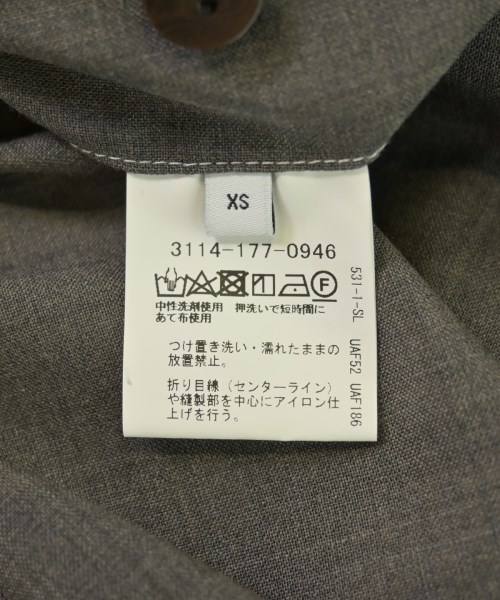 XS
3114-177-0946
F
中性洗剤使用 押洗いで短時間に
あて布使用
つけ置き洗い・濡れたままの
放置禁止。
折り目線（センターライン）
や縫製部を中心にアイロン仕
上げを行う。
531-1-SL UAF52 UAF186